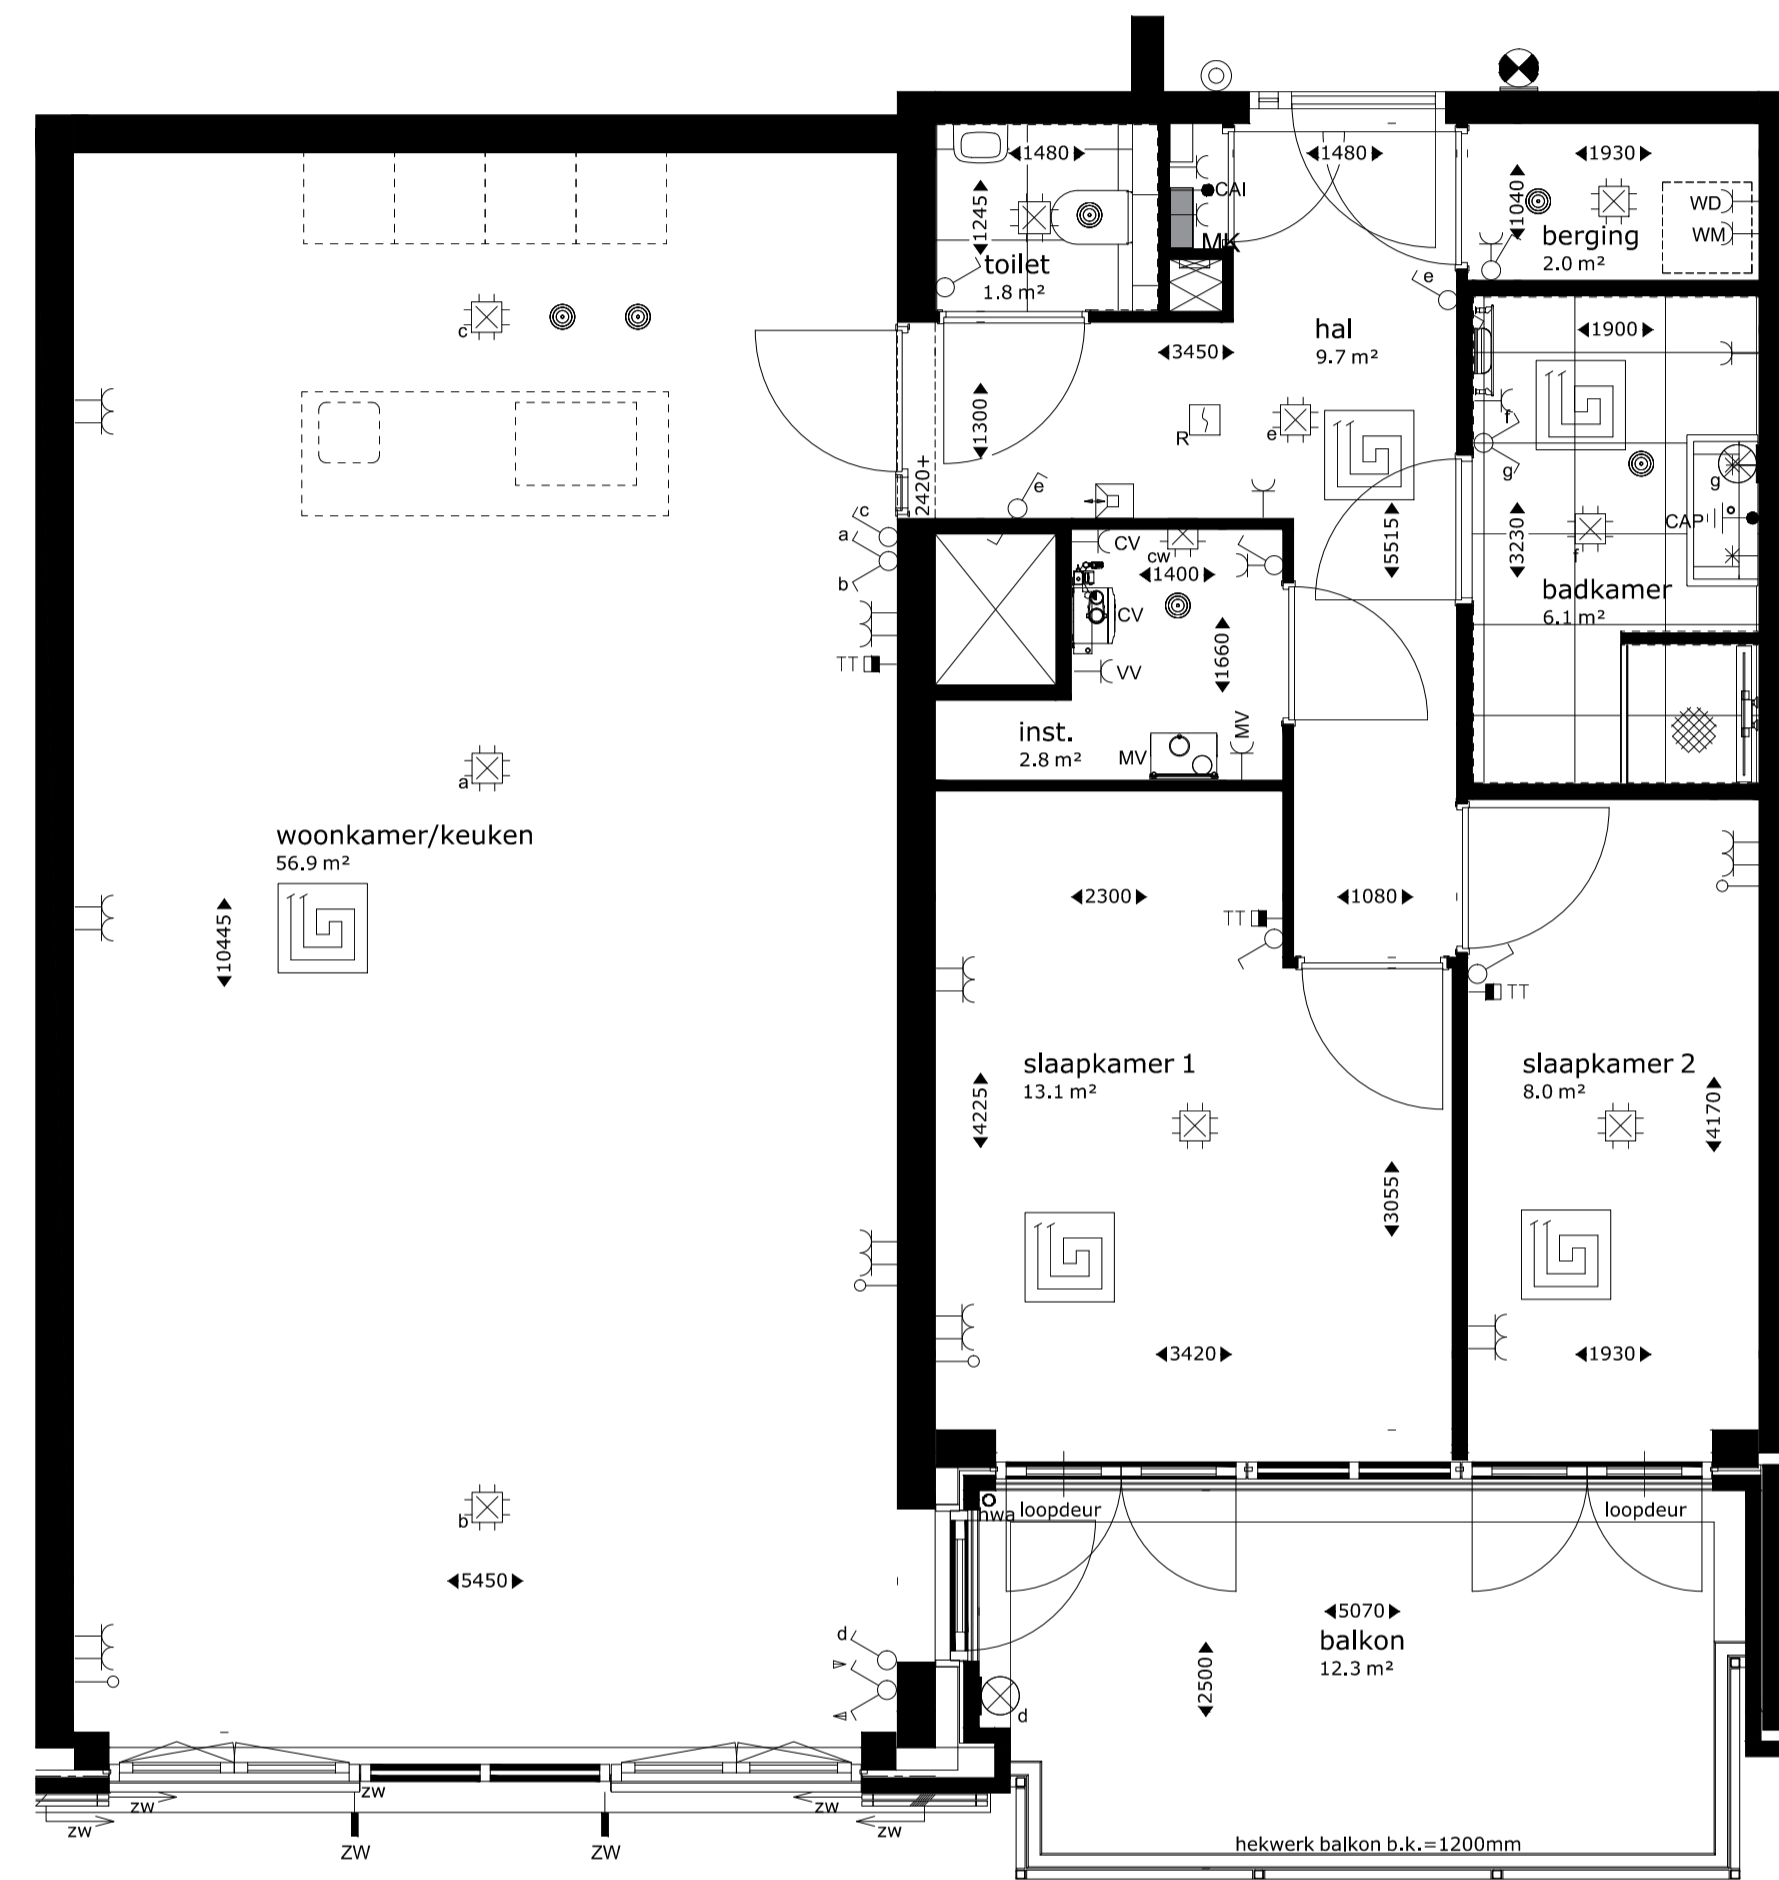 1480
CAI
1480
1930
1245
1040
WD
WM
MK
toilet
1.8 m²
berging
2.0 m²
e
c
hal
9.7 m²
3450
1900
1300
R
e
f
g
g
2420+
e
c
a
b
5515
3230
CAP
f
CV
cw
1400
CV
badkamer
6.1 m²
TT
VV
1660
inst.
2.8 m²
MV
MV
a
woonkamer/keuken
56.9 m²
10445
2300
1080
TT
TT
slaapkamer 1
13.1 m²
slaapkamer 2
8.0 m²
4225
4170
3055
3420
1930
b
hwa
loopdeur
loopdeur
5450
5070
balkon
12.3 m²
d
2500
d
zw
zw
zw
zw
zw
ZW
ZW
hekwerk balkon b.k.=1200mm